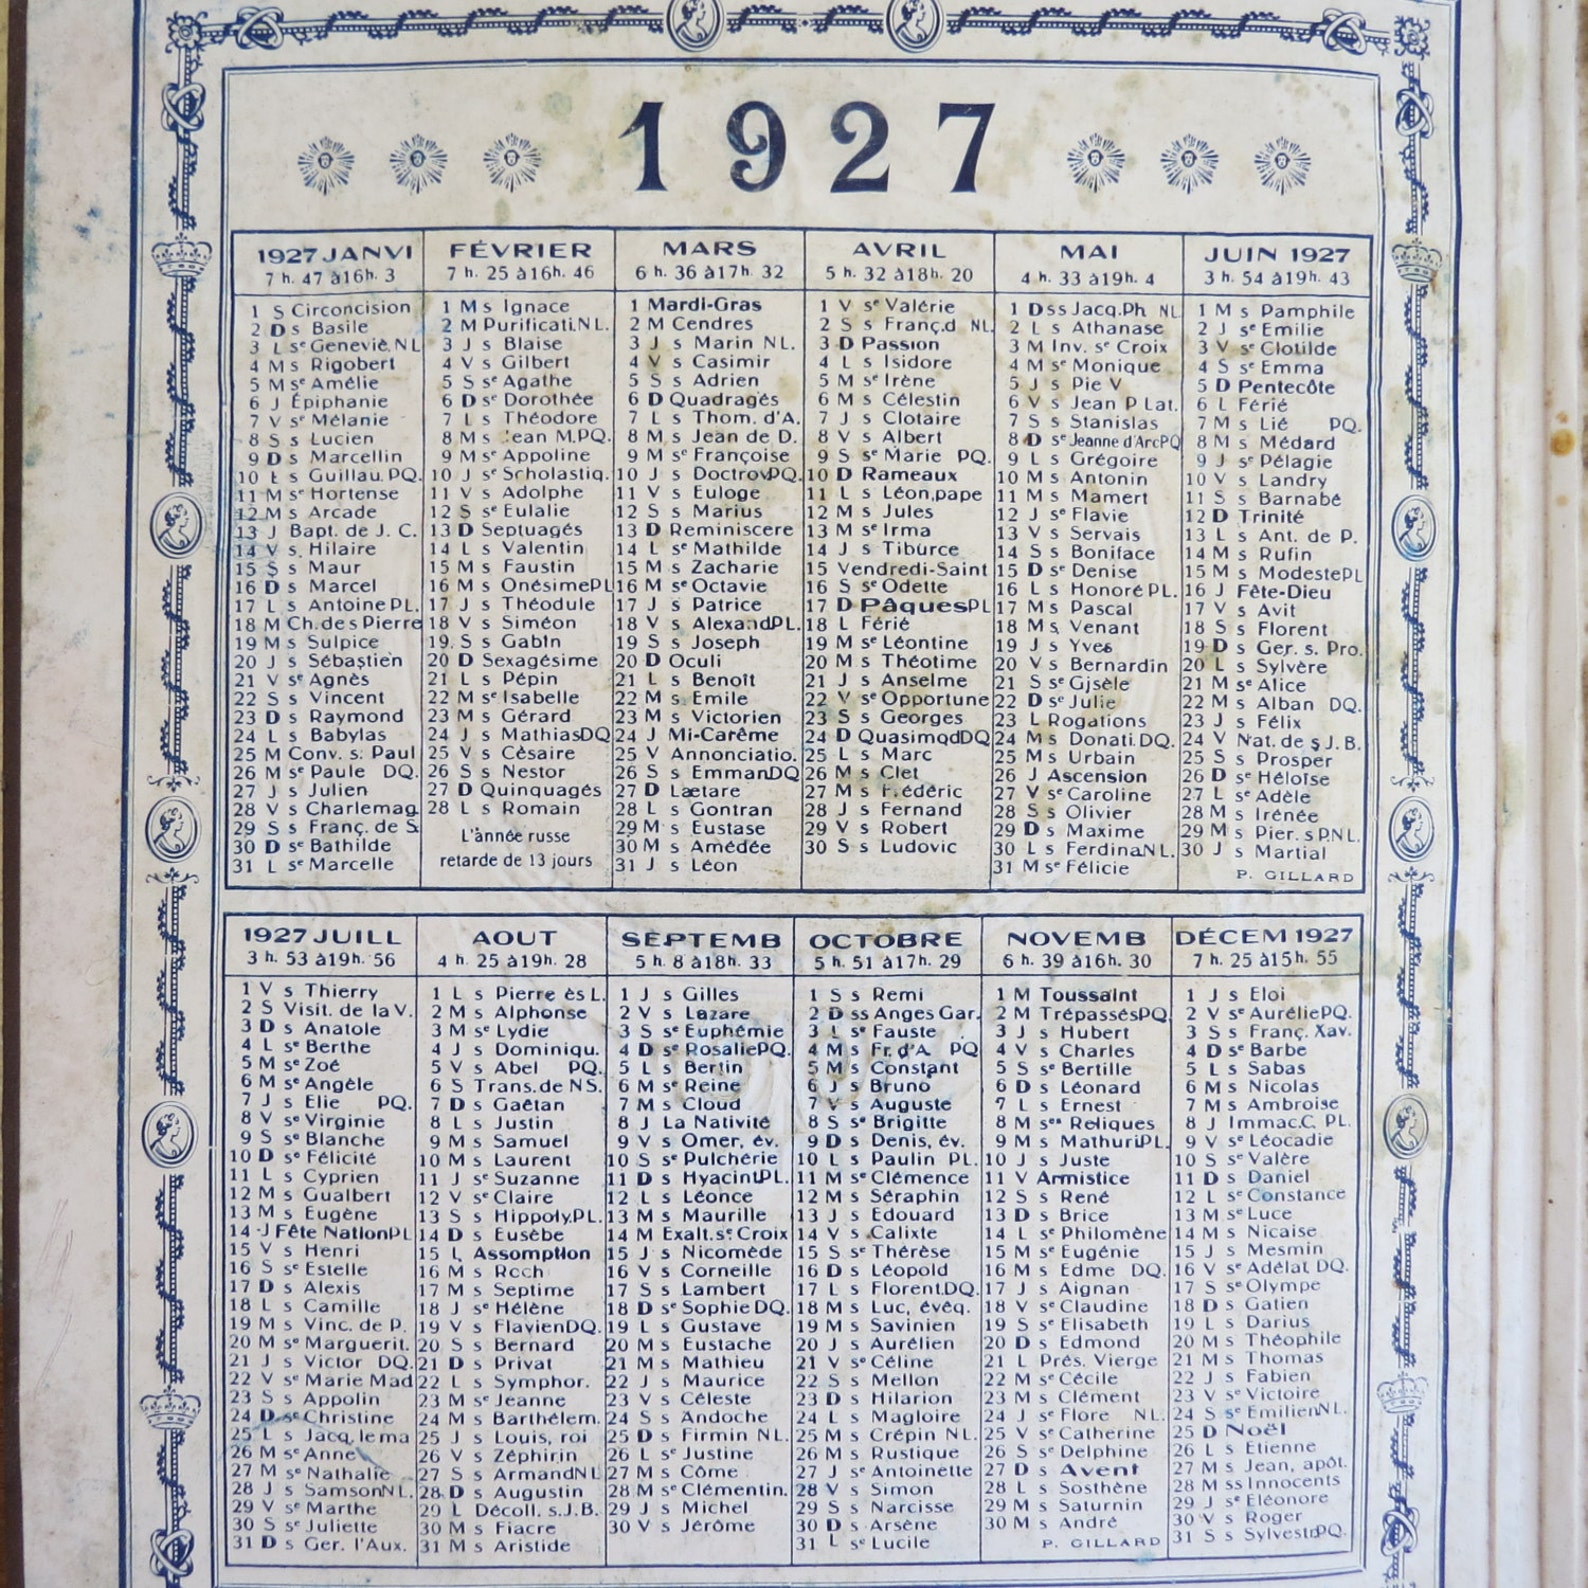 1927
1927 JANVI
7 h. 47 à 16 h. 3
1 S Circoncision
2 D s Basile
3 L sᵉ Geneviè. NL
4 M s Rigobert
5 M sᵉ Amélie
6 J Épiphanie
7 V sᵉ Mélanie
8 S s Lucien
9 D s Marcellin
10 L s Guillau. PQ.
11 M sᵉ Hortense
12 M s Arcade
13 J Bapt. de J. C.
14 V s. Hilaire
15 S s Maur
16 D s Marcel
17 L s Antoine PL.
18 M Ch. de s Pierre
19 M s Sulpice
20 J s Sébastien
21 V sᵉ Agnès
22 S s Vincent
23 D s Raymond
24 L s Babylas
25 M Conv. s. Paul
26 M sᵉ Paule DQ.
27 J s Julien
28 V s Charlemag.
29 S s Franç. de S.
30 D sᵉ Bathilde
31 L sᵉ Marcelle
FÉVRIER
7 h. 25 à 16 h. 46
1 M s Ignace
2 M Purificati. NL.
3 J s Blaise
4 V s Gilbert
5 S sᵉ Agathe
6 D sᵉ Dorothée
7 L s Théodore
8 M s Jean M. PQ.
9 M sᵉ Appoline
10 J sᵉ Scholastiq.
11 V s Adolphe
12 S sᵉ Eulalie
13 D Septuagés
14 L s Valentin
15 M s Faustin
16 M s Onésime PL
17 J s Théodule
18 V s Siméon
19 S s Gabin
20 D Sexagésime
21 L s Pépin
22 M sᵉ Isabelle
23 M s Gérard
24 J s Mathias DQ
25 V s Césaire
26 S s Nestor
27 D Quinquagés
28 L s Romain
L'année russe
retarde de 13 jours
MARS
6 h. 36 à 17 h. 32
1 Mardi-Gras
2 M Cendres
3 J s Marin NL.
4 V s Casimir
5 S s Adrien
6 D Quadragés
7 L s Thom. d'A.
8 M s Jean de D.
9 M sᵉ Françoise
10 J s Doctrov PQ.
11 V s Euloge
12 S s Marius
13 D Reminiscere
14 L sᵉ Mathilde
15 M s Zacharie
16 M sᵉ Octavie
17 J s Patrice
18 V s Alexand PL.
19 S s Joseph
20 D Oculi
21 L s Benoît
22 M s Emile
23 M s Victorien
24 J Mi-Carême
25 V Annonciatio.
26 S s Emman DQ
27 D Lætare
28 L s Gontran
29 M s Eustase
30 M s Amédée
31 J s Léon
AVRIL
5 h. 32 à 18 h. 20
1 V sᵉ Valérie
2 S s Franç. d NL.
3 D Passion
4 L s Isidore
5 M sᵉ Irène
6 M s Célestin
7 J s Clotaire
8 V s Albert
9 S sᵉ Marie PQ.
10 D Rameaux
11 L s Léon, pape
12 M s Jules
13 M sᵉ Irma
14 J s Tiburce
15 Vendredi-Saint
16 S sᵉ Odette
17 D Pâques PL
18 L Férié
19 M sᵉ Léontine
20 M s Théotime
21 J s Anselme
22 V sᵉ Opportune
23 S s Georges
24 D Quasimod DQ
25 L s Marc
26 M s Clet
27 M s Frédéric
28 J s Fernand
29 V s Robert
30 S s Ludovic
MAI
4 h. 33 à 19 h. 4
1 D ss Jacq. Ph NL
2 L s Athanase
3 M Inv. sᵉ Croix
4 M sᵉ Monique
5 J s Pie V
6 V s Jean P Lat.
7 S s Stanislas
8 D sᵉ Jeanne d'Arc PQ
9 L s Grégoire
10 M s Antonin
11 M s Mamert
12 J sᵉ Flavie
13 V s Servais
14 S s Boniface
15 D sᵉ Denise
16 L s Honoré PL.
17 M s Pascal
18 M s Venant
19 J s Yves
20 V s Bernardin
21 S sᵉ Gisèle
22 D sᵉ Julie
23 L Rogations
24 M s Donati. DQ.
25 M s Urbain
26 J Ascension
27 V sᵉ Caroline
28 S s Olivier
29 D s Maxime
30 L s Ferdina. NL.
31 M sᵉ Félicie
JUIN 1927
3 h. 54 à 19 h. 43
1 M s Pamphile
2 J sᵉ Emilie
3 V sᵉ Clotilde
4 S sᵉ Emma
5 D Pentecôte
6 L Férié
7 M s Lié PQ.
8 M s Médard
9 J sᵉ Pélagie
10 V s Landry
11 S s Barnabé
12 D Trinité
13 L s Ant. de P.
14 M s Rufin
15 M s Modeste PL
16 J Fête-Dieu
17 V s Avit
18 S s Florent
19 D s Ger. s. Pro.
20 L s Sylvère
21 M sᵉ Alice
22 M s Alban DQ.
23 J s Félix
24 V Nat. de s J. B.
25 S s Prosper
26 D sᵉ Héloïse
27 L sᵉ Adèle
28 M s Irénée
29 M s Pier. s P. NL.
30 J s Martial
P. GILLARD
1927 JUILL
3 h. 53 à 19 h. 56
1 V s Thierry
2 S Visit. de la V.
3 D s Anatole
4 L sᵉ Berthe
5 M sᵉ Zoé
6 M sᵉ Angèle
7 J s Elie PQ.
8 V sᵉ Virginie
9 S sᵉ Blanche
10 D sᵉ Félicité
11 L s Cyprien
12 M s Gualbert
13 M s Eugène
14 J Fête Nation PL
15 V s Henri
16 S sᵉ Estelle
17 D s Alexis
18 L s Camille
19 M s Vinc. de P.
20 M sᵉ Marguerit.
21 J s Victor DQ.
22 V sᵉ Marie Mad
23 S s Appolin
24 D sᵉ Christine
25 L s Jacq. le ma
26 M sᵉ Anne
27 M sᵉ Nathalie
28 J s Samson NL.
29 V sᵉ Marthe
30 S sᵉ Juliette
31 D s Ger. l'Aux.
AOUT
4 h. 25 à 19 h. 28
1 L s Pierre ès L.
2 M s Alphonse
3 M sᵉ Lydie
4 J s Dominiqu.
5 V s Abel PQ.
6 S Trans. de N S.
7 D s Gaëtan
8 L s Justin
9 M s Samuel
10 M s Laurent
11 J sᵉ Suzanne
12 V sᵉ Claire
13 S s Hippoly. PL.
14 D s Eusèbe
15 L Assomption
16 M s Roch
17 M s Septime
18 J sᵉ Hélène
19 V s Flavien DQ.
20 S s Bernard
21 D s Privat
22 L s Symphor.
23 M sᵉ Jeanne
24 M s Barthélem.
25 J s Louis, roi
26 V s Zéphirin
27 S s Armand NL
28 D s Augustin
29 L Décoll. s. J. B.
30 M s Fiacre
31 M s Aristide
SEPTEMB
5 h. 8 à 18 h. 33
1 J s Gilles
2 V s Lazare
3 S sᵉ Euphémie
4 D sᵉ Rosalie PQ.
5 L s Bertin
6 M sᵉ Reine
7 M s Cloud
8 J La Nativité
9 V s Omer, év.
10 S sᵉ Pulchérie
11 D s Hyacint PL.
12 L s Léonce
13 M s Maurille
14 M Exalt. sᵉ Croix
15 J s Nicomède
16 V s Corneille
17 S s Lambert
18 D sᵉ Sophie DQ.
19 L s Gustave
20 M s Eustache
21 M s Mathieu
22 J s Maurice
23 V s Céleste
24 S s Andoche
25 D s Firmin NL.
26 L sᵉ Justine
27 M s Côme
28 M sᵉ Clémentin.
29 J s Michel
30 V s Jérôme
OCTOBRE
5 h. 51 à 17 h. 29
1 S s Remi
2 D ss Anges Gar.
3 L sᵉ Fauste
4 M s Fr. d'A. PQ
5 M s Constant
6 J s Bruno
7 V s Auguste
8 S sᵉ Brigitte
9 D s Denis, év.
10 L s Paulin PL.
11 M sᵉ Clémence
12 M s Séraphin
13 J s Edouard
14 V s Calixte
15 S sᵉ Thérèse
16 D s Léopold
17 L s Florent. DQ.
18 M s Luc, évêq.
19 M s Savinien
20 J s Aurélien
21 V sᵉ Céline
22 S s Mellon
23 D s Hilarion
24 L s Magloire
25 M s Crépin NL.
26 M s Rustique
27 J sᵉ Antoinette
28 V s Simon
29 S s Narcisse
30 D s Arsène
31 L sᵉ Lucile
NOVEMB
6 h. 39 à 16 h. 30
1 M Toussaint
2 M Trépassés PQ
3 J s Hubert
4 V s Charles
5 S sᵉ Bertille
6 D s Léonard
7 L s Ernest
8 M sᵉˢ Reliques
9 M s Mathuri PL.
10 J s Juste
11 V Armistice
12 S s René
13 D s Brice
14 L sᵉ Philomène
15 M sᵉ Eugénie
16 M s Edme DQ.
17 J s Aignan
18 V sᵉ Claudine
19 S sᵉ Elisabeth
20 D s Edmond
21 L Prés. Vierge
22 M sᵉ Cécile
23 M s Clément
24 J sᵉ Flore NL.
25 V sᵉ Catherine
26 S sᵉ Delphine
27 D s Avent
28 L s Sosthène
29 M s Saturnin
30 M s André
P. GILLARD
DÉCEM 1927
7 h. 25 à 15 h. 55
1 J s Eloi
2 V sᵉ Aurélie PQ.
3 S s Franç. Xav.
4 D sᵉ Barbe
5 L s Sabas
6 M s Nicolas
7 M s Ambroise
8 J Immac. C. PL.
9 V sᵉ Léocadie
10 S sᵉ Valère
11 D s Daniel
12 L sᵉ Constance
13 M sᵉ Luce
14 M s Nicaise
15 J s Mesmin
16 V sᵉ Adélat DQ.
17 S sᵉ Olympe
18 D s Gatien
19 L s Darius
20 M s Théophile
21 M s Thomas
22 J s Fabien
23 V sᵉ Victoire
24 S sᵉ Emilien NL.
25 D Noël
26 L s Etienne
27 M s Jean, apôt.
28 M ss Innocents
29 J sᵉ Eléonore
30 V s Roger
31 S s Sylvestr PQ.